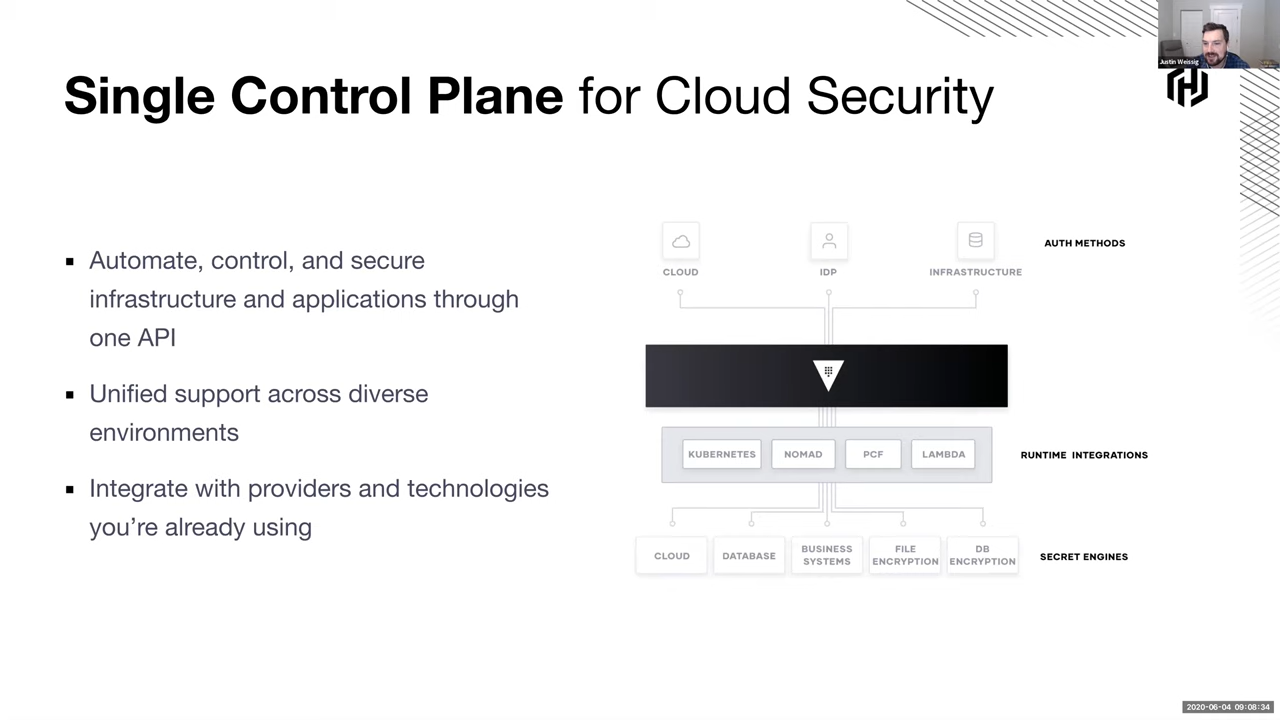 Justin Weissig
Single Control Plane for Cloud Security
Automate, control, and secure
infrastructure and applications through
one API
Unified support across diverse
environments
Integrate with providers and technologies
you’re already using
CLOUD
IDP
INFRASTRUCTURE
AUTH METHODS
KUBERNETES
NOMAD
PCF
LAMBDA
RUNTIME INTEGRATIONS
CLOUD
DATABASE
BUSINESS
SYSTEMS
FILE
ENCRYPTION
DB
ENCRYPTION
SECRET ENGINES
2020-06-04 09:08:34